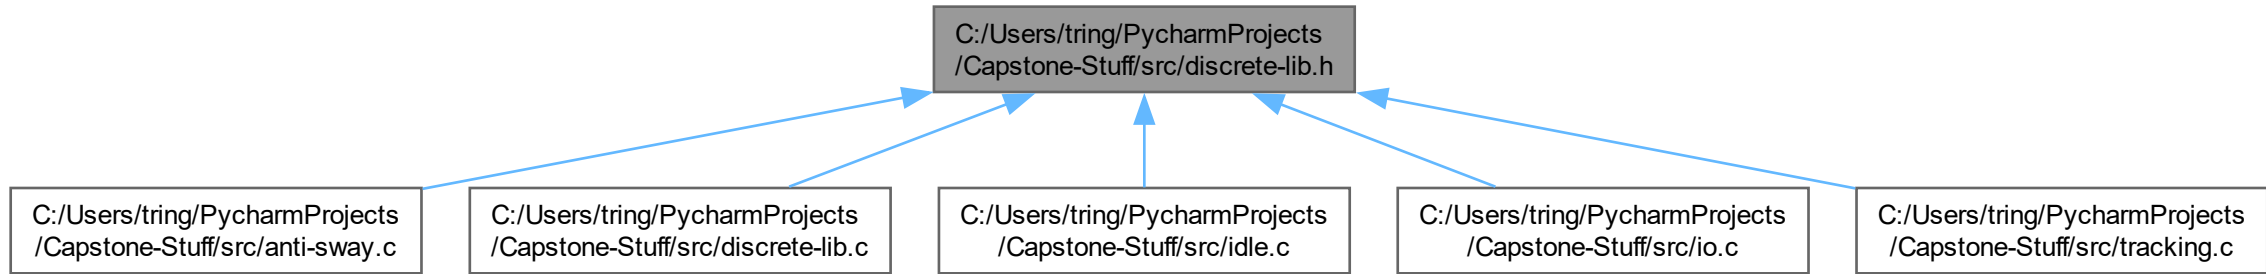 C:/Users/tring/PycharmProjects
/Capstone-Stuff/src/discrete-lib.h
C:/Users/tring/PycharmProjects
/Capstone-Stuff/src/anti-sway.c
C:/Users/tring/PycharmProjects
/Capstone-Stuff/src/discrete-lib.c
C:/Users/tring/PycharmProjects
/Capstone-Stuff/src/idle.c
C:/Users/tring/PycharmProjects
/Capstone-Stuff/src/io.c
C:/Users/tring/PycharmProjects
/Capstone-Stuff/src/tracking.c